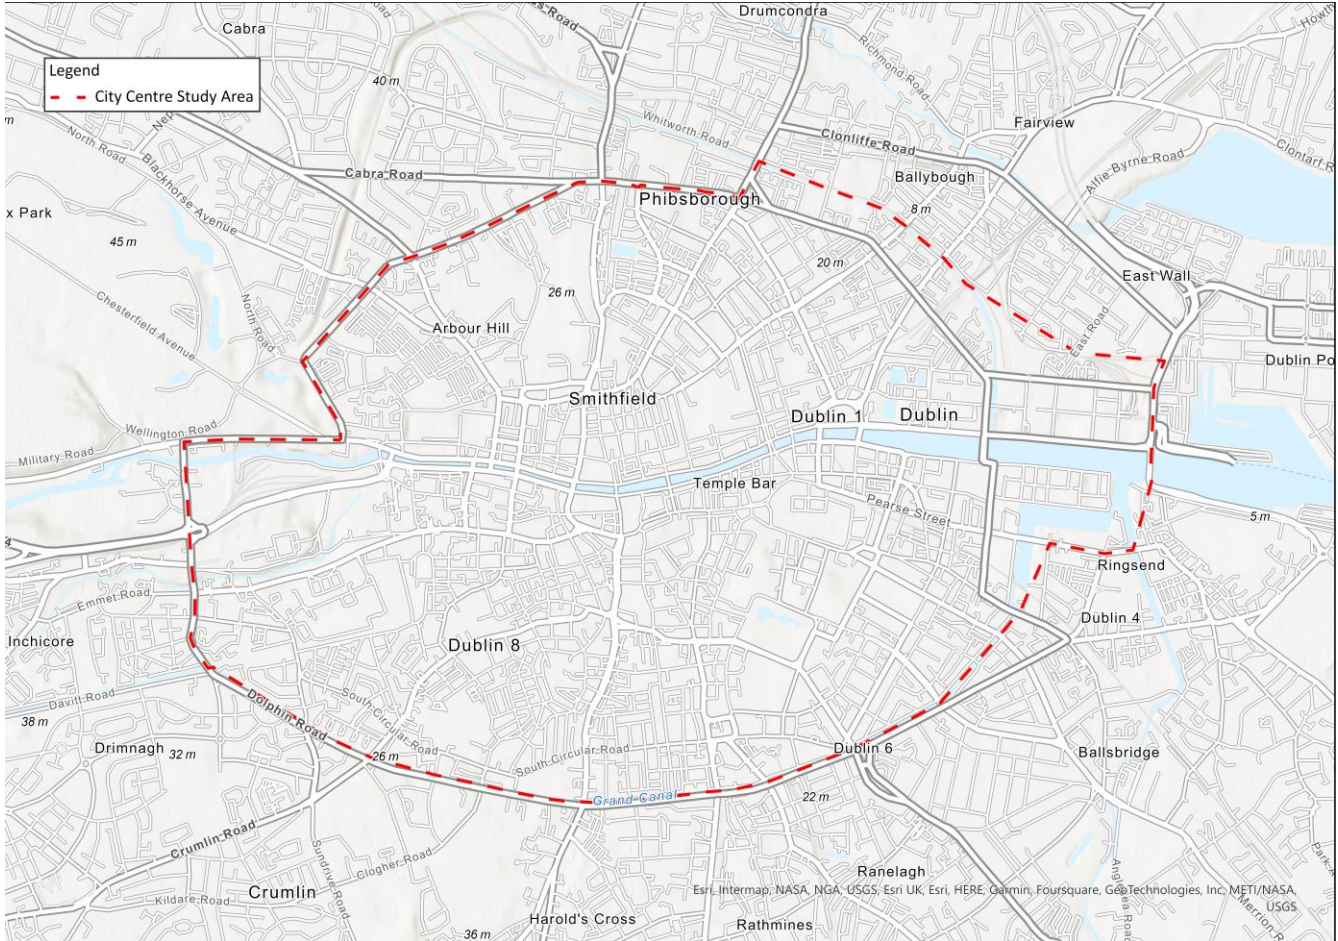 Drumcondra
Cabra
ss Road
Howth
Legend
City Centre Study Area
40 m
Richmond Road
Whitworth Road
Fairview
Clonliffe Road
Clontarf R
m
Nep
North Road
Blackhorse Avenue
Cabra Road
Alfie Byrne Road
Ballybough
Phibsborough
8 m
x Park
45 m
20 m
East Wall
26 m
Chesterfield Avenue
North Road
Arbour Hill
East Road
Dublin Po
Smithfield
Dublin 1
Dublin
Wellington Road
Military Road
Temple Bar
Pearse Street
5 m
4
Ringsend
Emmet Road
Dublin 4
Inchicore
Dublin 8
Davitt Road
38 m
Dolphin Road
South Circular Road
Drimnagh
32 m
26 m
South Circular Road
Dublin 6
Ballsbridge
Grand Canal
22 m
Crumlin Road
Sundrive Road
Clogher Road
Ranelagh
Crumlin
Kildare Road
Anglesea Road
Merrion R
Park A
Esri, Intermap, NASA, NGA, USGS, Esri UK, Esri, HERE, Garmin, Foursquare, GeoTechnologies, Inc, METI/NASA,
USGS
Harold's Cross
Rathmines
36 m